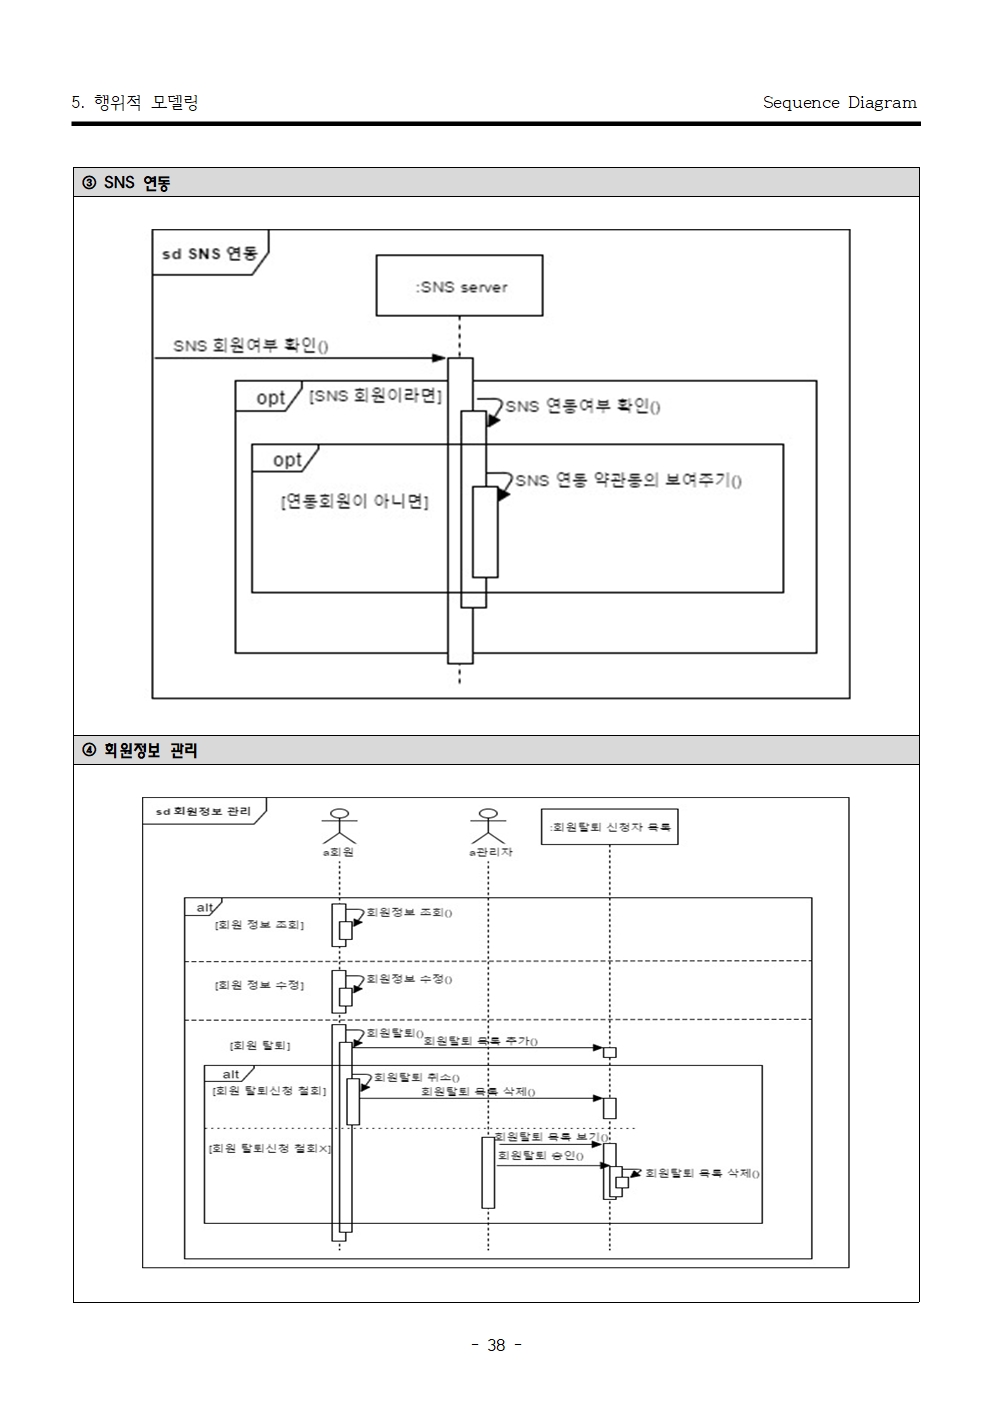 5. 행위적 모델링
Sequence Diagram
③ SNS 연동
sd SNS 연동
:SNS server
SNS 회원여부 확인()
opt
[SNS 회원이라면]
SNS 연동여부 확인()
opt
SNS 연동 약관동의 보여주기()
[연동회원이 아니면]
④ 회원정보 관리
sd 회원정보 관리
:회원탈퇴 신청자 목록
a회원
a관리자
alt
회원정보 조회()
[회원 정보 조회]
회원정보 수정()
[회원 정보 수정]
회원탈퇴()
회원탈퇴 목록 추가()
[회원 탈퇴]
alt
회원탈퇴 취소()
[회원 탈퇴신청 철회]
회원탈퇴 목록 삭제()
회원탈퇴 목록 보기()
[회원 탈퇴신청 철회X]
회원탈퇴 승인()
회원탈퇴 목록 삭제()
- 38 -